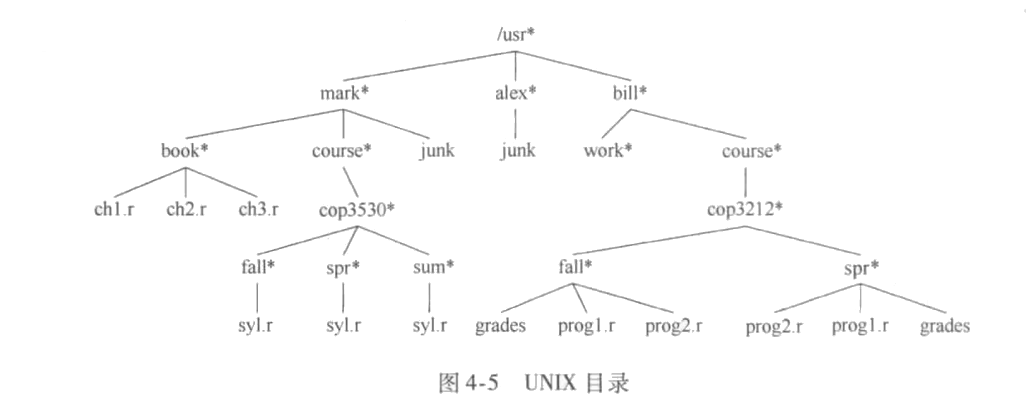 /usr*
mark* alex* bill*
book* course* junk junk work* course*
ch1.r ch2.r ch3.r cop3530* cop3212*
fall* spr* sum* fall* spr*
syl.r syl.r syl.r grades prog1.r prog2.r prog2.r prog1.r grades
图 4-5 UNIX 目录